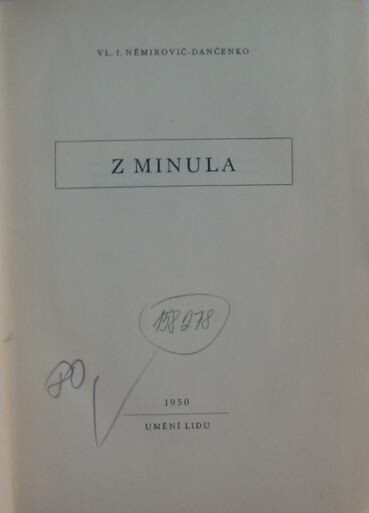 VL. I. NĚMIROVIČ-DANČENKO
Z MINULA
158278
80
1950
UMĚNÍ LIDU